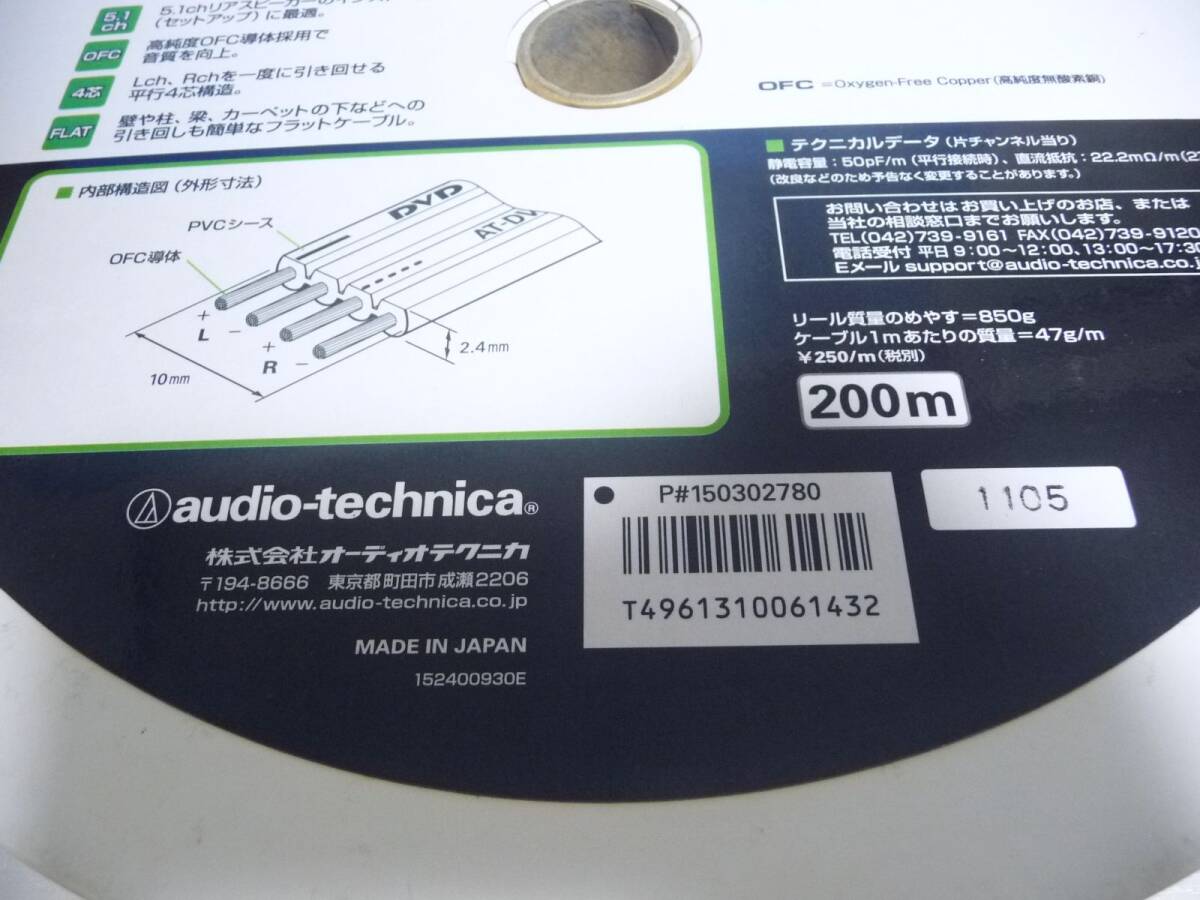 5.1ch
5.1chリアスピーカーの
(セットアップ)に最適。
OFC
高純度OFC導体採用で
音質を向上。
4芯
Lch、Rchを一度に引き回せる
平行4芯構造。
FLAT
壁や柱、梁、カーペットの下などへの
引き回しも簡単なフラットケーブル。
OFC =Oxygen-Free Copper(高純度無酸素銅)
■ テクニカルデータ(片チャンネル当り)
静電容量:50pF/m(平行接続時)、直流抵抗:22.2mΩ/m
(改良などのため予告なく変更することがあります。)
お問い合わせはお買い上げのお店、または
当社の相談窓口までお願いします。
TEL(042)739-9161 FAX(042)739-9120
電話受付 平日9:00〜12:00、13:00〜17:30
Eメール support@audio-technica.co.j
リール質量のめやす=850g
ケーブル1mあたりの質量=47g/m
¥250/m(税別)
200m
■ 内部構造図(外形寸法)
PVCシース
OFC導体
DVD
AT-DV
+
L
−
+
R
−
10mm
2.4mm
audio-technica®
株式会社オーディオテクニカ
〒194-8666 東京都町田市成瀬2206
http://www.audio-technica.co.jp
MADE IN JAPAN
152400930E
P#150302780
T4961310061432
1105